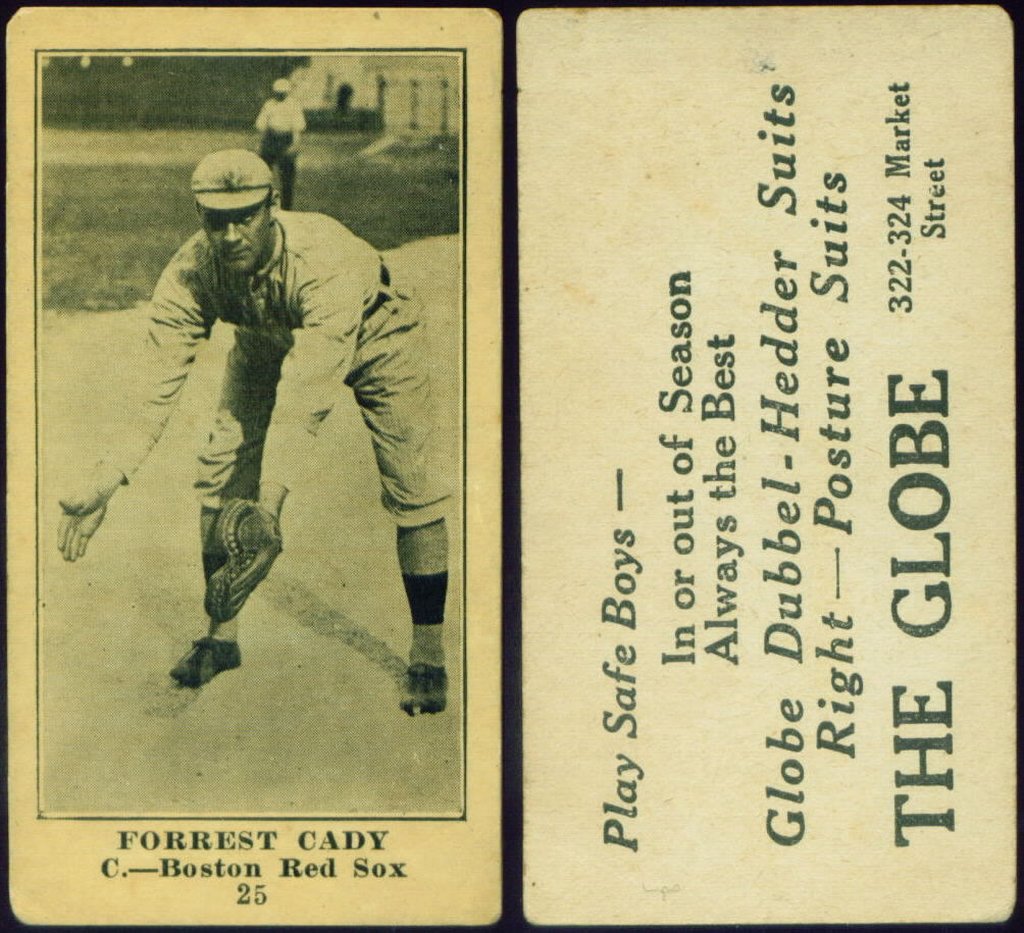 FORREST CADY
C.—Boston Red Sox
25
Play Safe Boys —
In or out of Season
Always the Best
Globe Dubbel-Hedder Suits
Right—Posture Suits
THE GLOBE 322-324 Market
Street